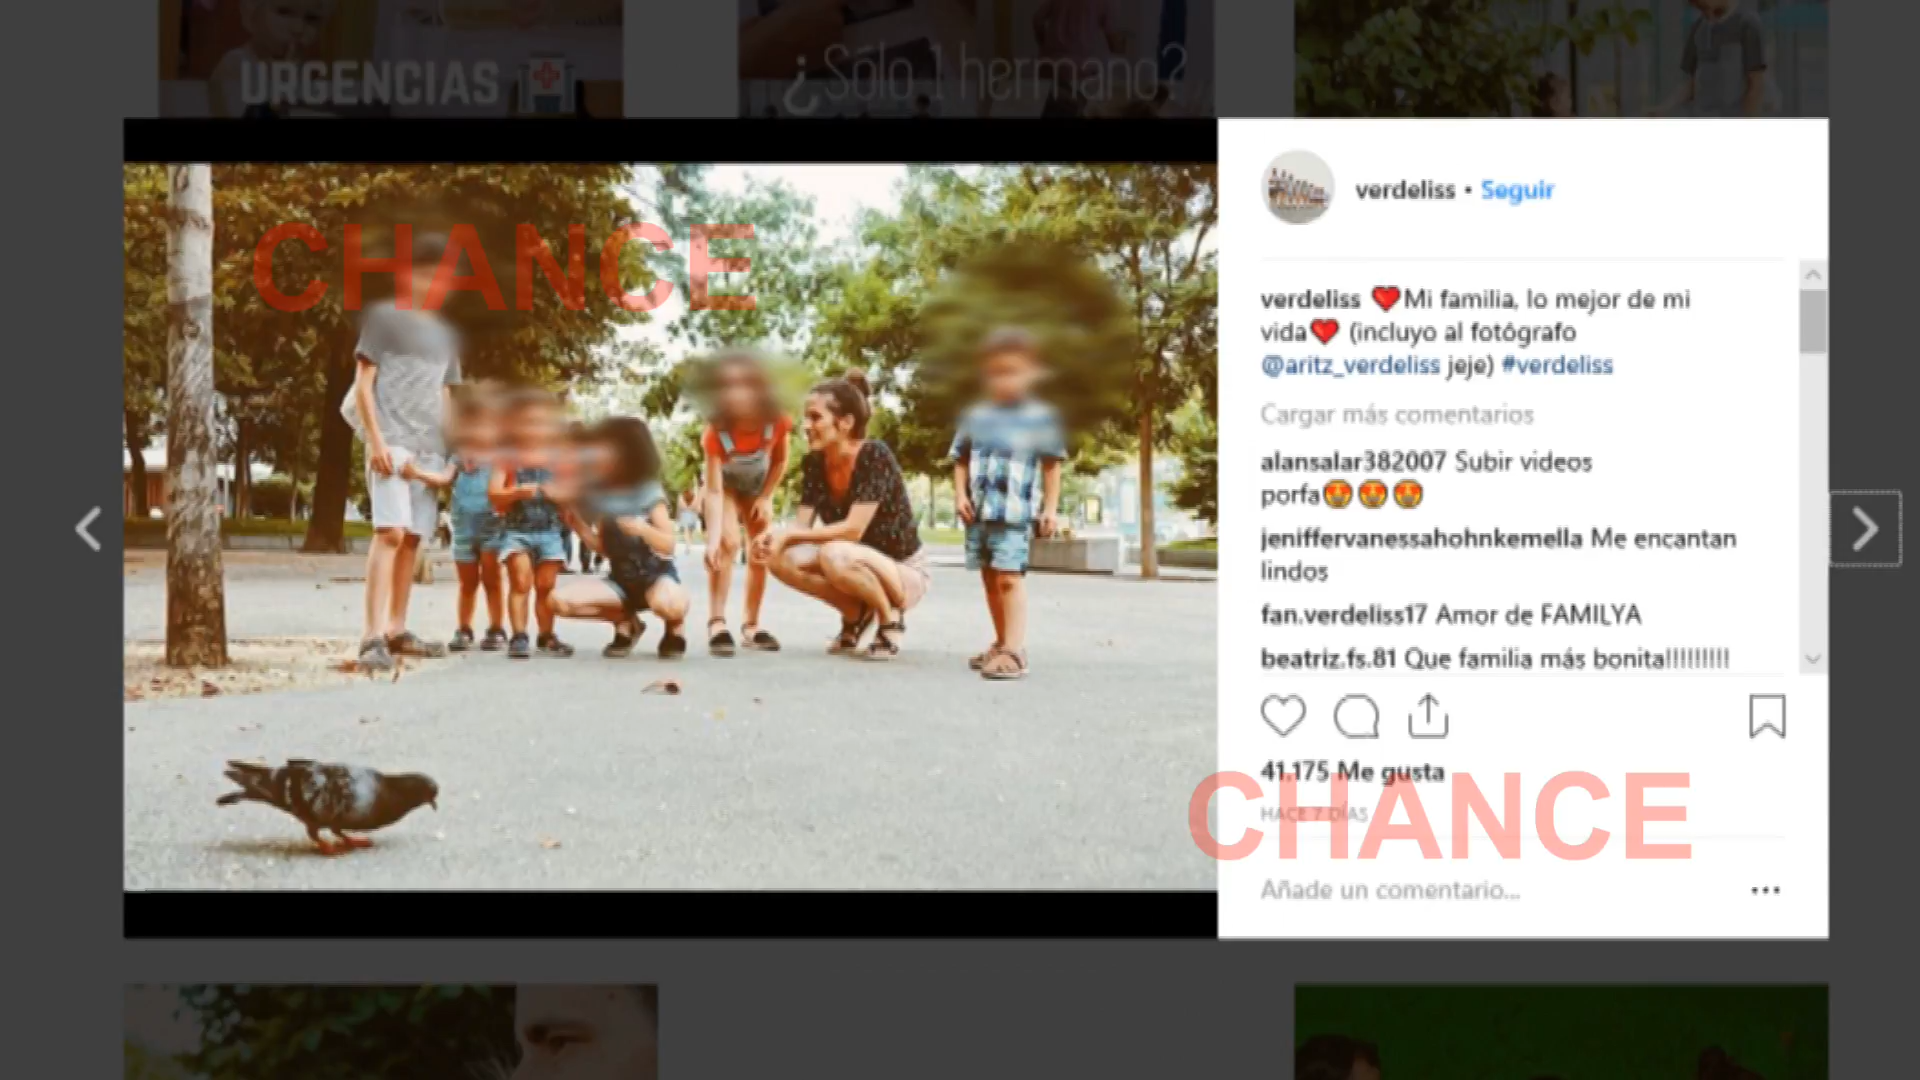 URGENCIAS
¿Sólo 1 hermano?
CHANCE
verdeliss • Seguir
verdeliss ❤️Mi familia, lo mejor de mi
vida❤️ (incluyo al fotógrafo
@aritz_verdeliss jeje) #verdeliss
Cargar más comentarios
alansalar382007 Subir videos
porfa😍😍😍
jeniffervanessahohnkemella Me encantan
lindos
fan.verdeliss17 Amor de FAMILYA
beatriz.fs.81 Que familia más bonita!!!!!!!!!
41.175 Me gusta
HACE 7 DÍAS
CHANCE
Añade un comentario...